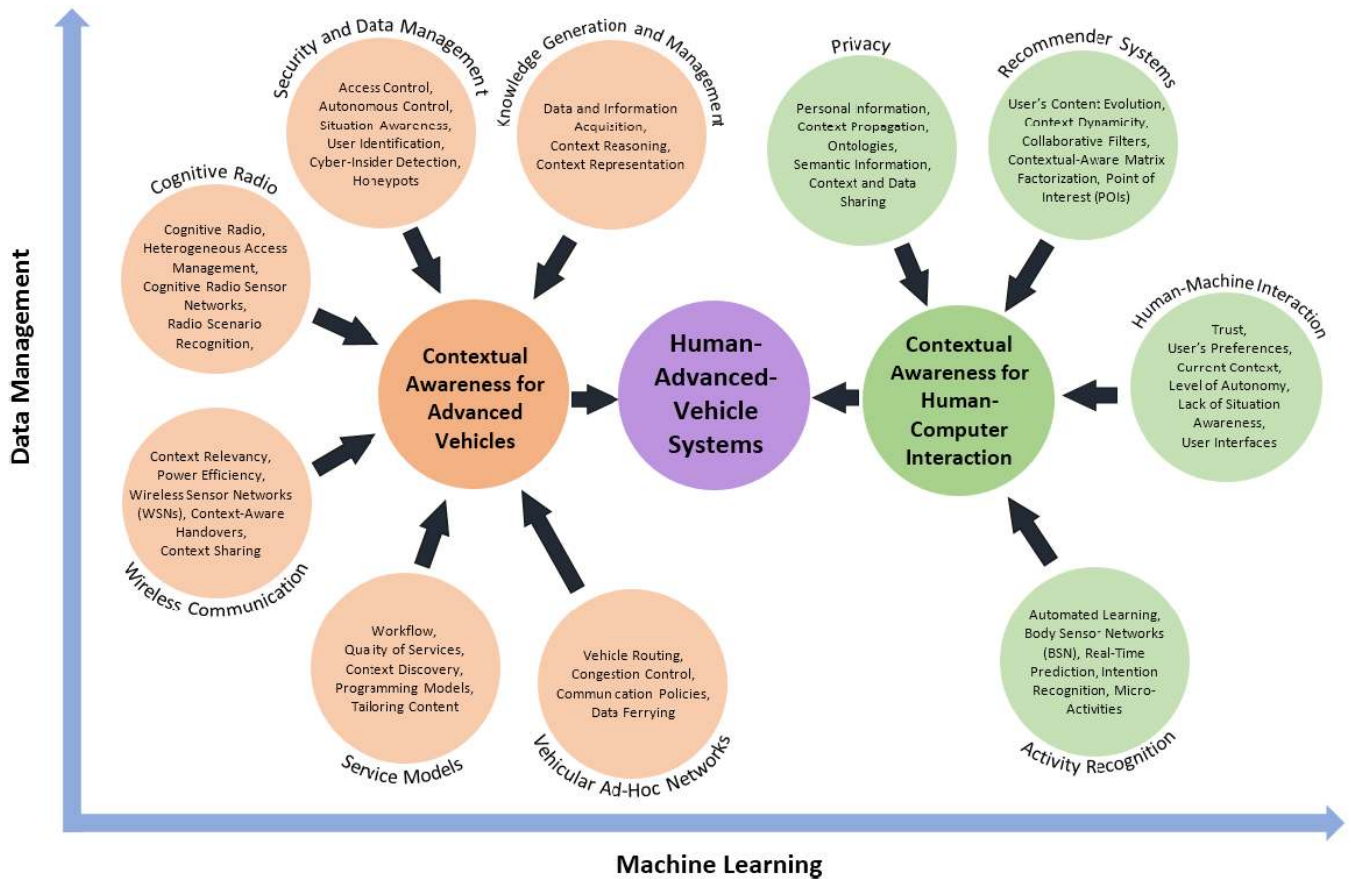 Data Management
Security and Data Management
Access Control,
Autonomous Control,
Situation Awareness,
User Identification,
Cyber-Insider Detection,
Honeypots
Knowledge Generation and Management
Data and Information
Acquisition,
Context Reasoning,
Context Representation
Privacy
Personal Information,
Context Propagation,
Ontologies,
Semantic Information,
Context and Data
Sharing
Recommender Systems
User's Content Evolution,
Context Dynamicity,
Collaborative Filters,
Contextual-Aware Matrix
Factorization, Point of
Interest (POIs)
Cognitive Radio
Cognitive Radio,
Heterogeneous Access
Management,
Cognitive Radio Sensor
Networks,
Radio Scenario
Recognition,
Contextual
Awareness for
Advanced
Vehicles
Human-
Advanced-
Vehicle
Systems
Contextual
Awareness for
Human-
Computer
Interaction
Human-Machine Interaction
Trust,
User's Preferences,
Current Context,
Level of Autonomy,
Lack of Situation
Awareness,
User Interfaces
Context Relevancy,
Power Efficiency,
Wireless Sensor Networks
(WSNs), Context-Aware
Handovers,
Context Sharing
Wireless Communication
Workflow,
Quality of Services,
Context Discovery,
Programming Models,
Tailoring Content
Service Models
Vehicle Routing,
Congestion Control,
Communication Policies,
Data Ferrying
Vehicular Ad-Hoc Networks
Automated Learning,
Body Sensor Networks
(BSN), Real-Time
Prediction, Intention
Recognition, Micro-
Activities
Activity Recognition
Machine Learning